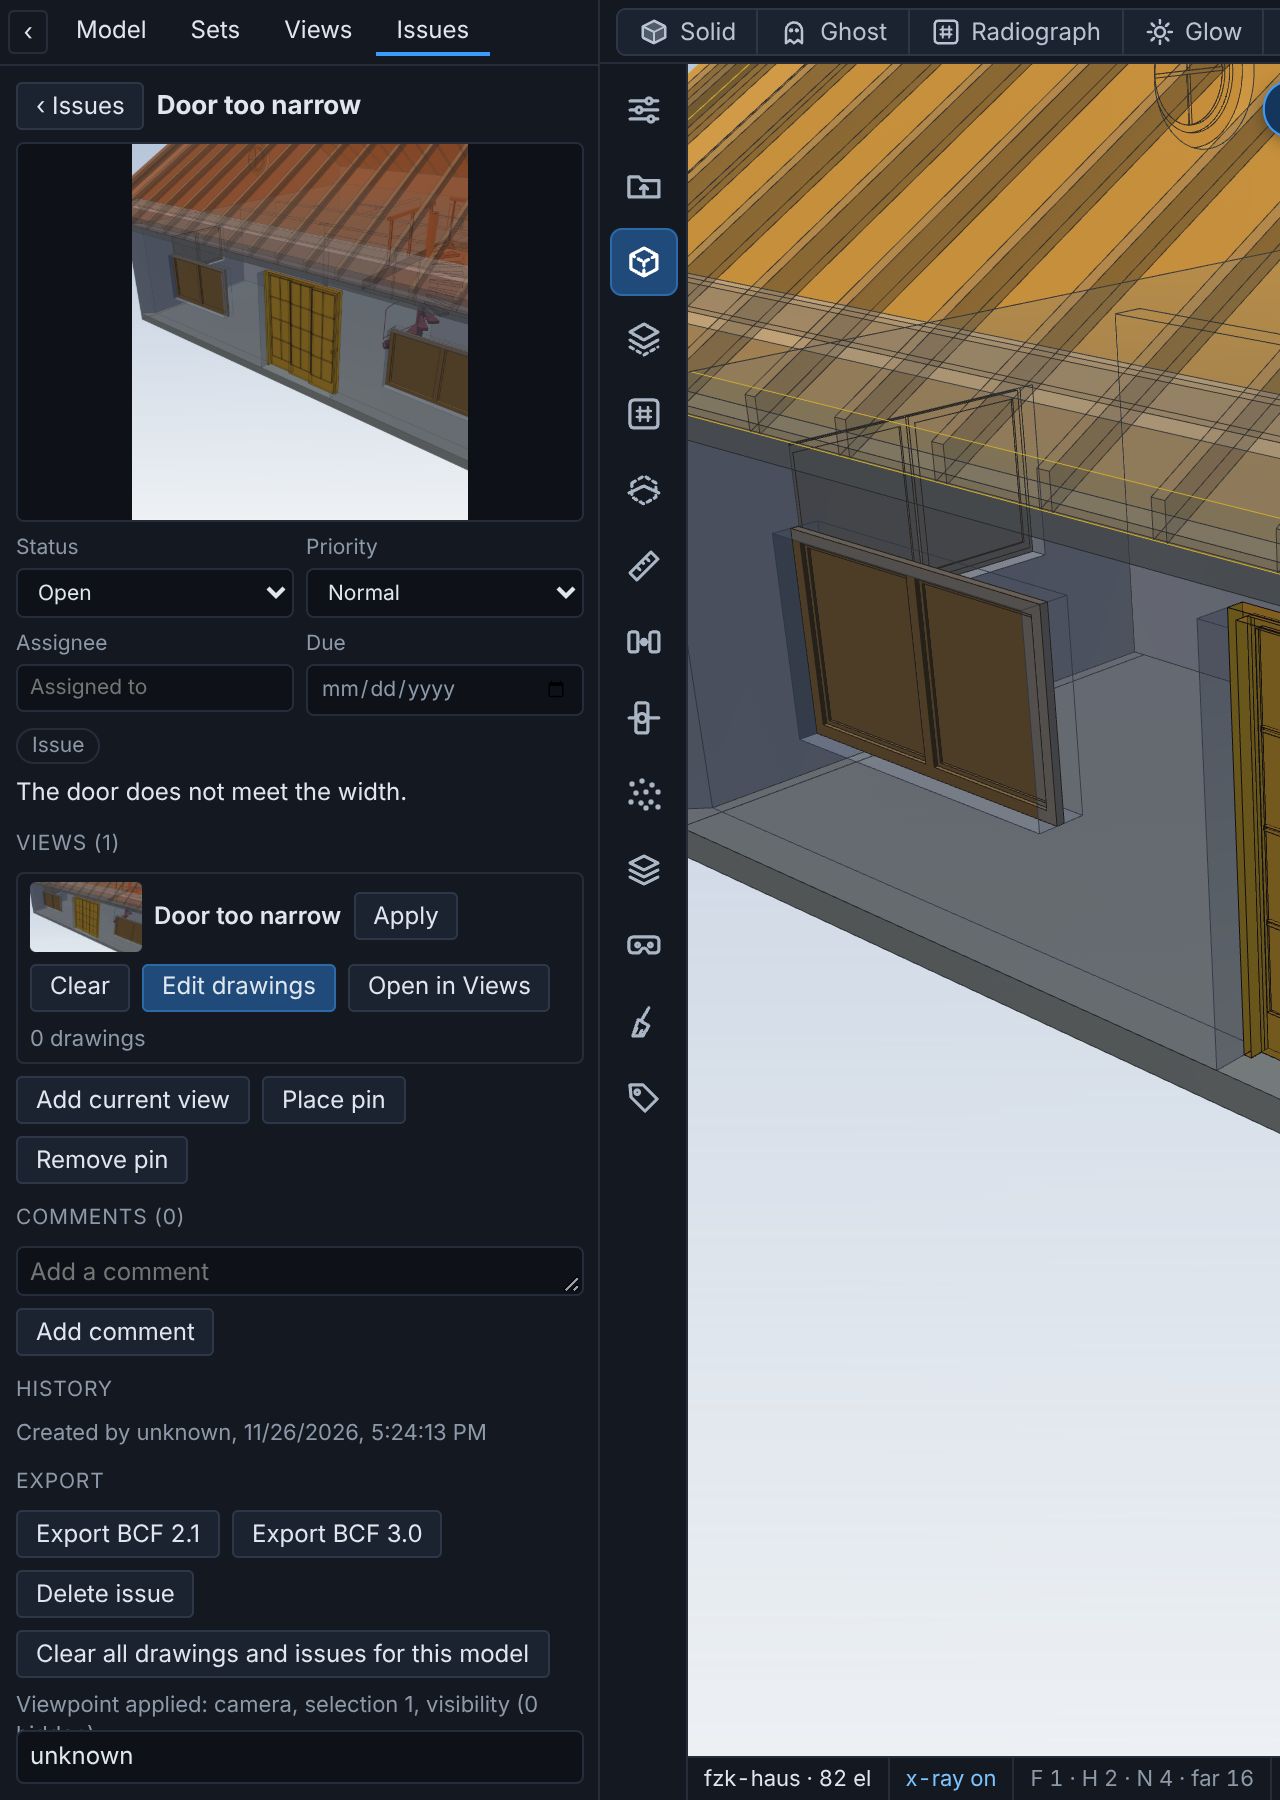 ‹ Model Sets Views Issues
Solid Ghost Radiograph Glow
‹ Issues Door too narrow
Status Priority
Open Normal
Assignee Due
Assigned to mm/dd/yyyy
Issue
The door does not meet the width.
VIEWS (1)
Door too narrow Apply
Clear Edit drawings Open in Views
0 drawings
Add current view Place pin
Remove pin
COMMENTS (0)
Add a comment
Add comment
HISTORY
Created by unknown, 11/26/2026, 5:24:13 PM
EXPORT
Export BCF 2.1 Export BCF 3.0
Delete issue
Clear all drawings and issues for this model
Viewpoint applied: camera, selection 1, visibility (0
unknown
fzk-haus · 82 el x-ray on F 1 · H 2 · N 4 · far 16